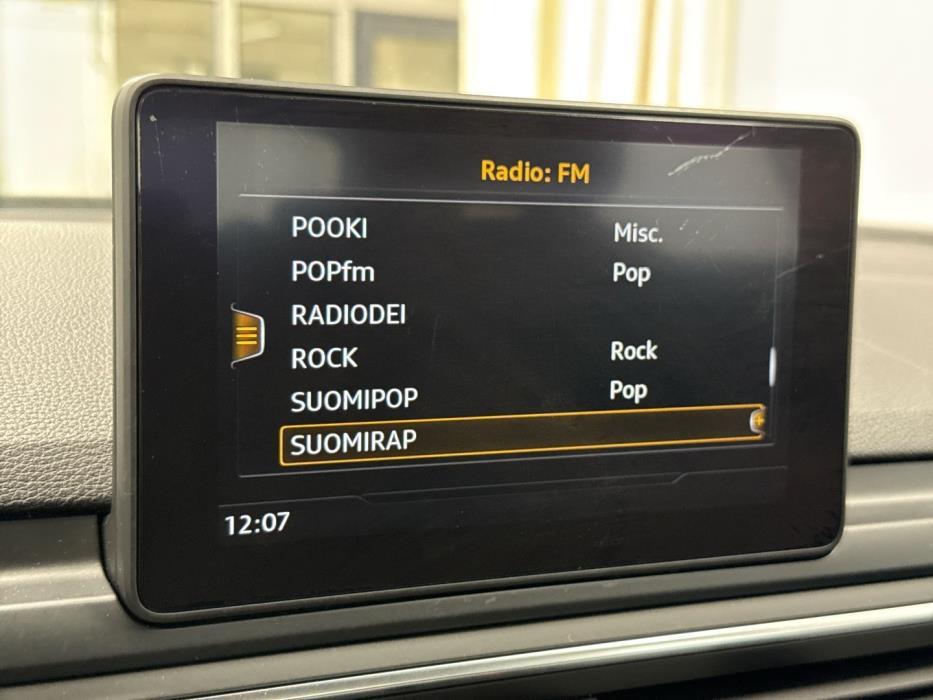 Radio: FM
POOKI Misc.
POPfm Pop
RADIODEI
ROCK Rock
SUOMIPOP Pop
SUOMIRAP
12:07